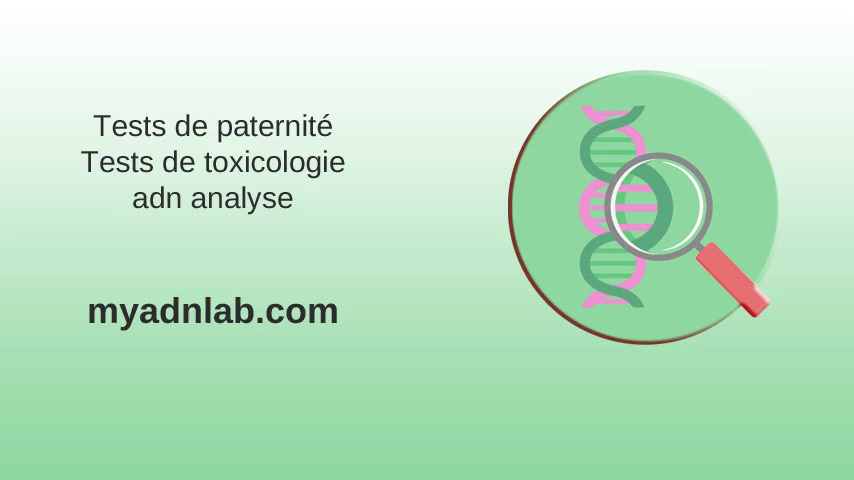 Tests de paternité
Tests de toxicologie
adn analyse
myadnlab.com